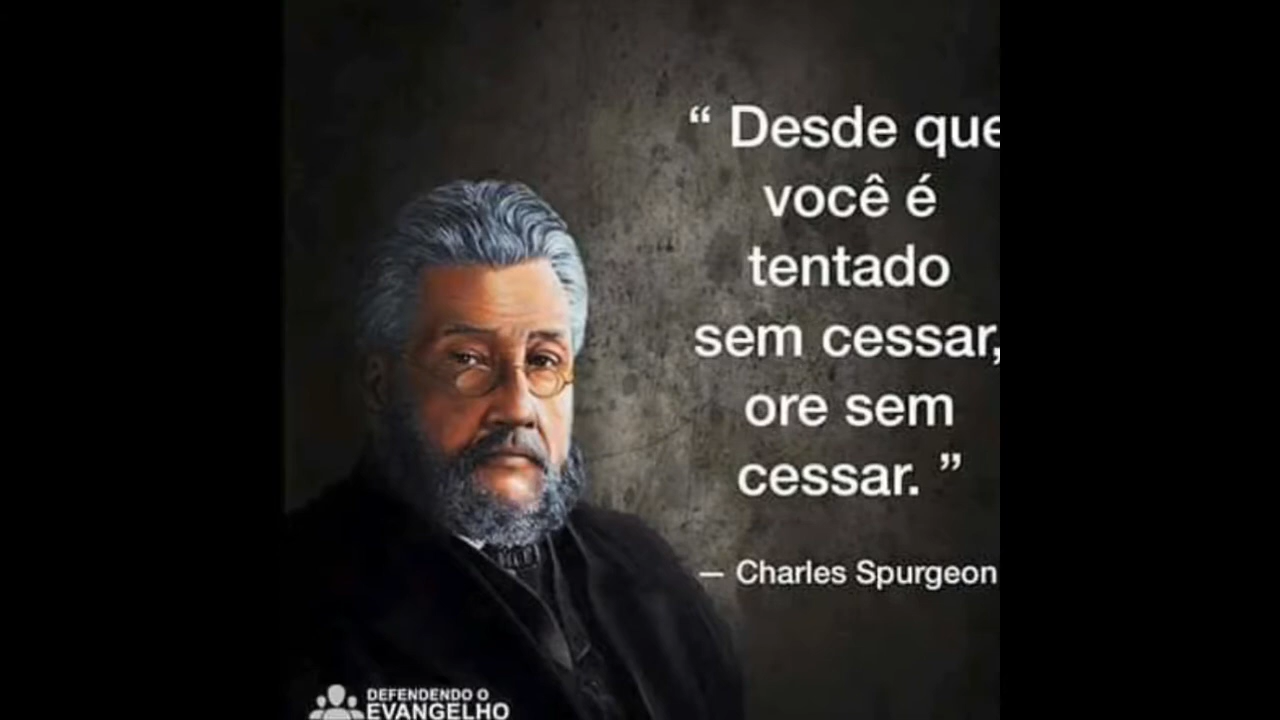 “ Desde que
você é
tentado
sem cessar,
ore sem
cessar. ”
— Charles Spurgeon
DEFENDENDO O
EVANGELHO